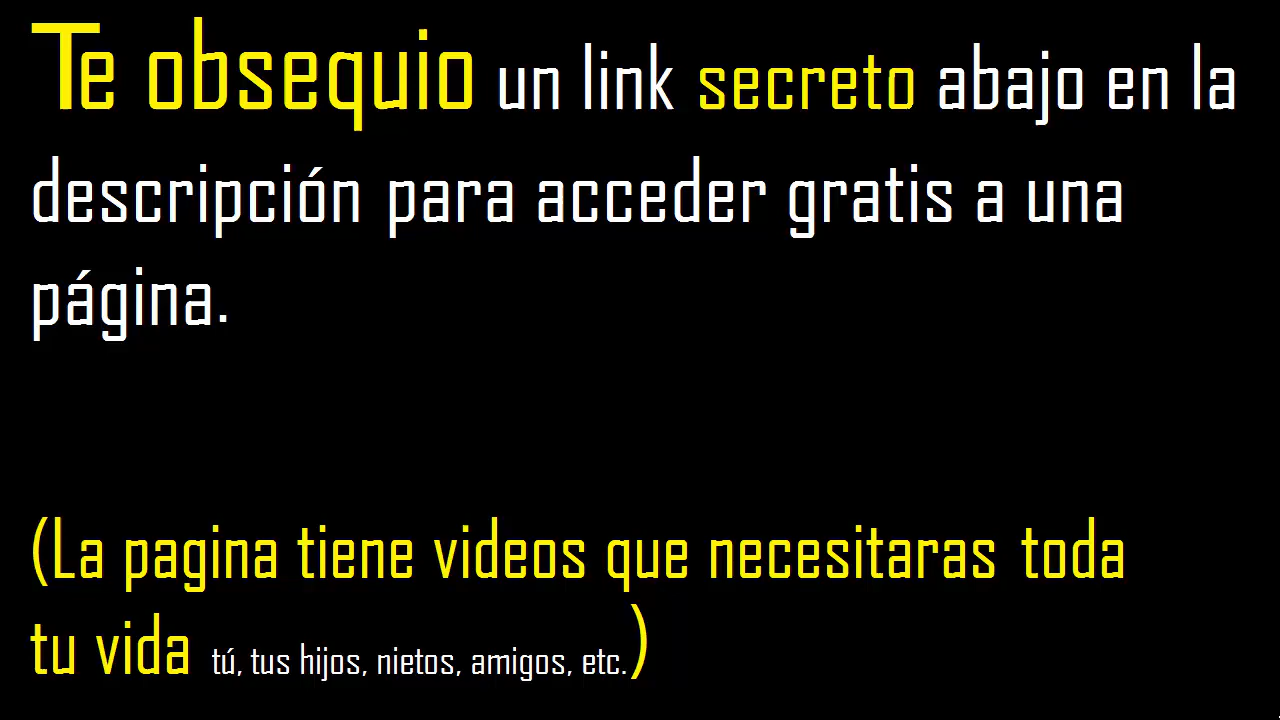 Te obsequio un link secreto abajo en la
descripción para acceder gratis a una
página.
(La pagina tiene videos que necesitaras toda
tu vida tú, tus hijos, nietos, amigos, etc.)